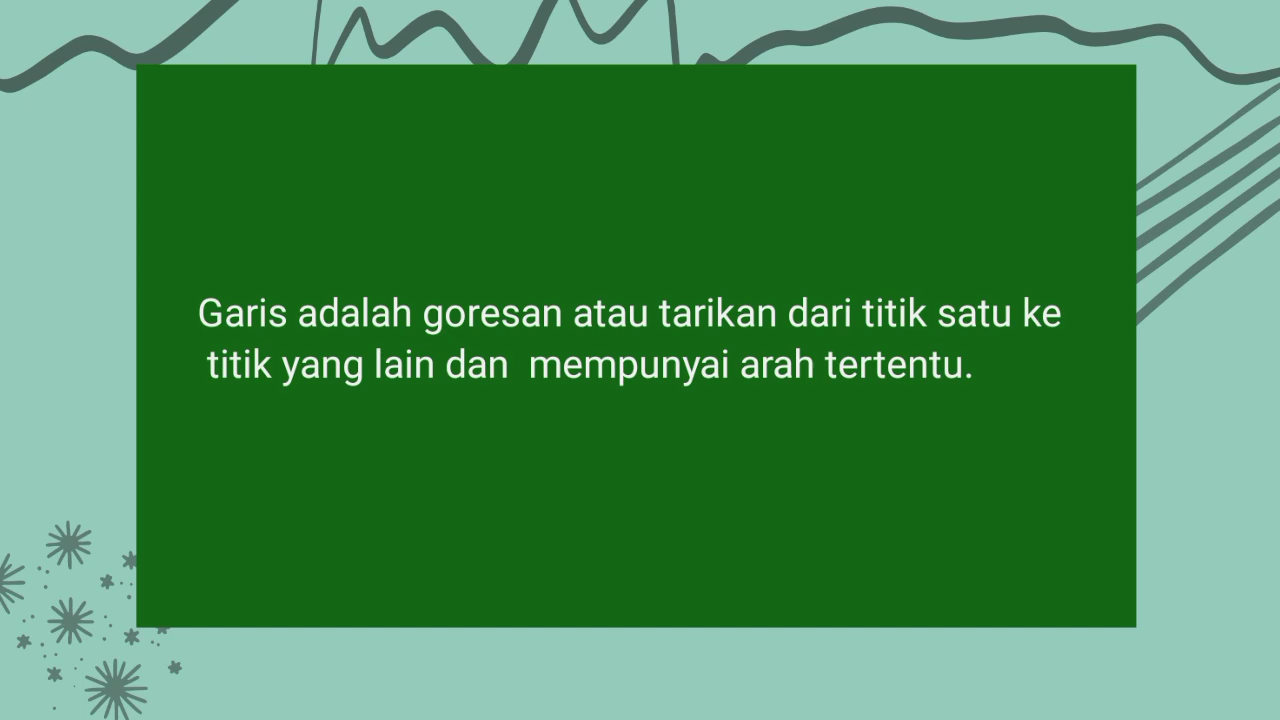 Garis adalah goresan atau tarikan dari titik satu ke
titik yang lain dan  mempunyai arah tertentu.